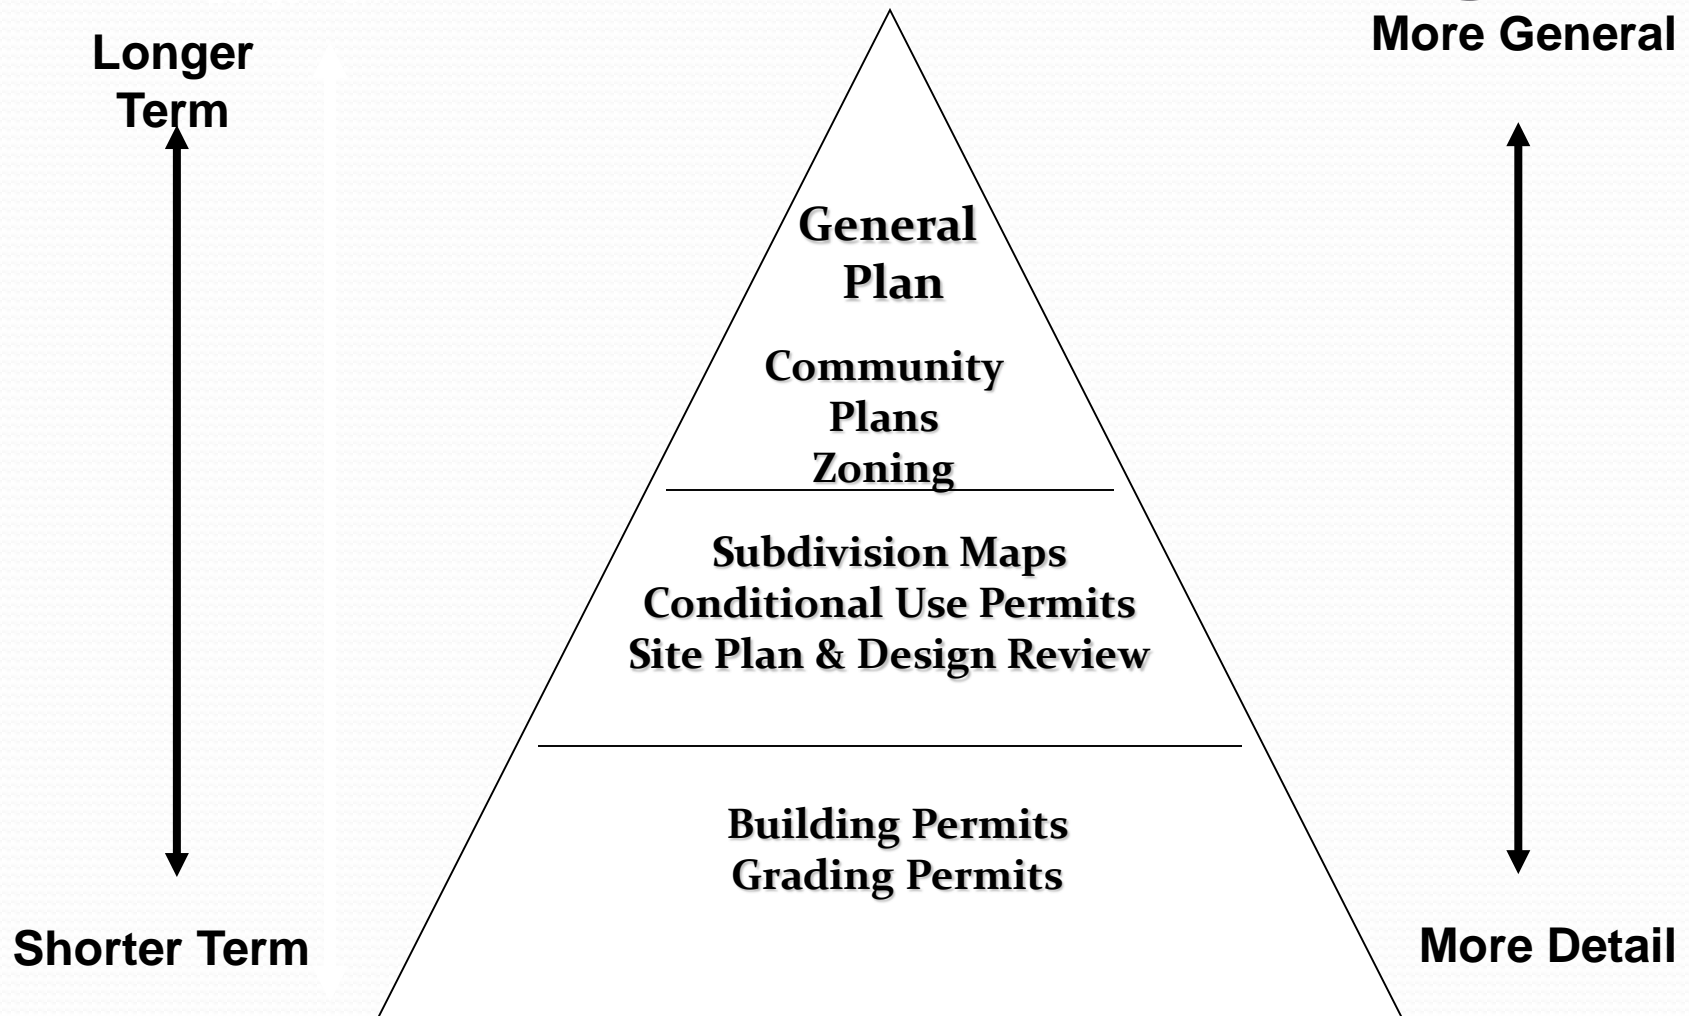 More General
Longer
Term
General
Plan
Community
Plans
Zoning
Subdivision Maps
Conditional Use Permits
Site Plan & Design Review
Building Permits
Grading Permits
Shorter Term
More Detail